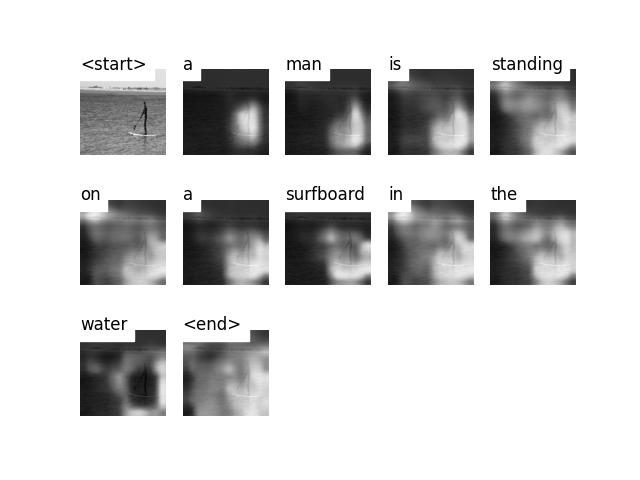 <start> a man is standing
on a surfboard in the
water <end>